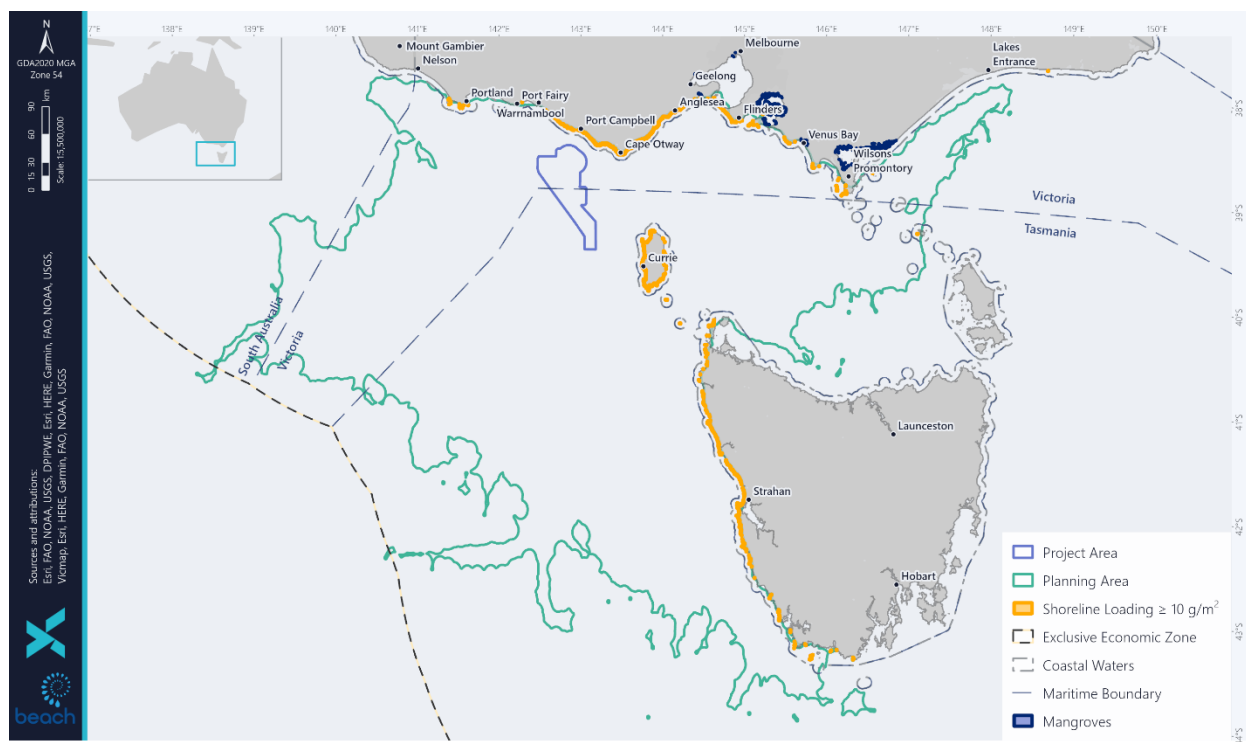 N
GDA2020 MGA
Zone 54
km
0 15 30 60 90
Scale: 1:5,500,000
Sources and attributions:
Esri, FAO, NOAA, USGS, DPIPWE, Esri, HERE, Garmin, FAO, NOAA, USGS,
Vicmap, Esri, HERE, Garmin, FAO, NOAA, USGS
beach
7°E 138°E 139°E 140°E 141°E 142°E 143°E 144°E 145°E 146°E 147°E 148°E 149°E 150°E
Mount Gambier
Nelson
Portland
Port Fairy
Warrnambool
Port Campbell
Cape Otway
Anglesea
Geelong
Melbourne
Flinders
Venus Bay
Wilsons
Promontory
Lakes
Entrance
38°S
39°S
40°S
41°S
42°S
43°S
44°S
Victoria
Tasmania
South Australia
Victoria
Currie
Launceston
Strahan
Hobart
Project Area
Planning Area
Shoreline Loading ≥ 10 g/m²
Exclusive Economic Zone
Coastal Waters
Maritime Boundary
Mangroves